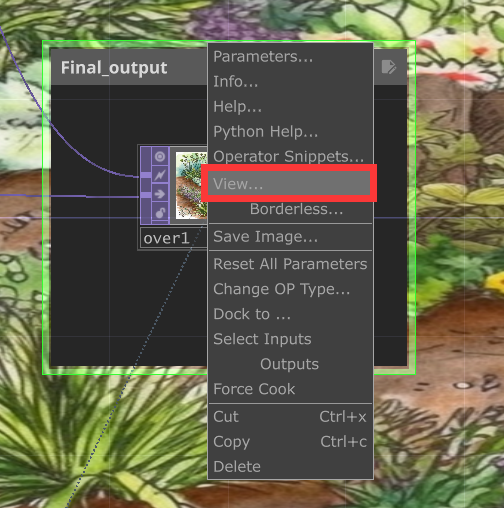 Final_output
Parameters...
Info...
Help...
Python Help...
Operator Snippets...
View...
Borderless...
over1
Save Image...
Reset All Parameters
Change OP Type...
Dock to ...
Select Inputs
Outputs
Force Cook
Cut Ctrl+x
Copy Ctrl+c
Delete